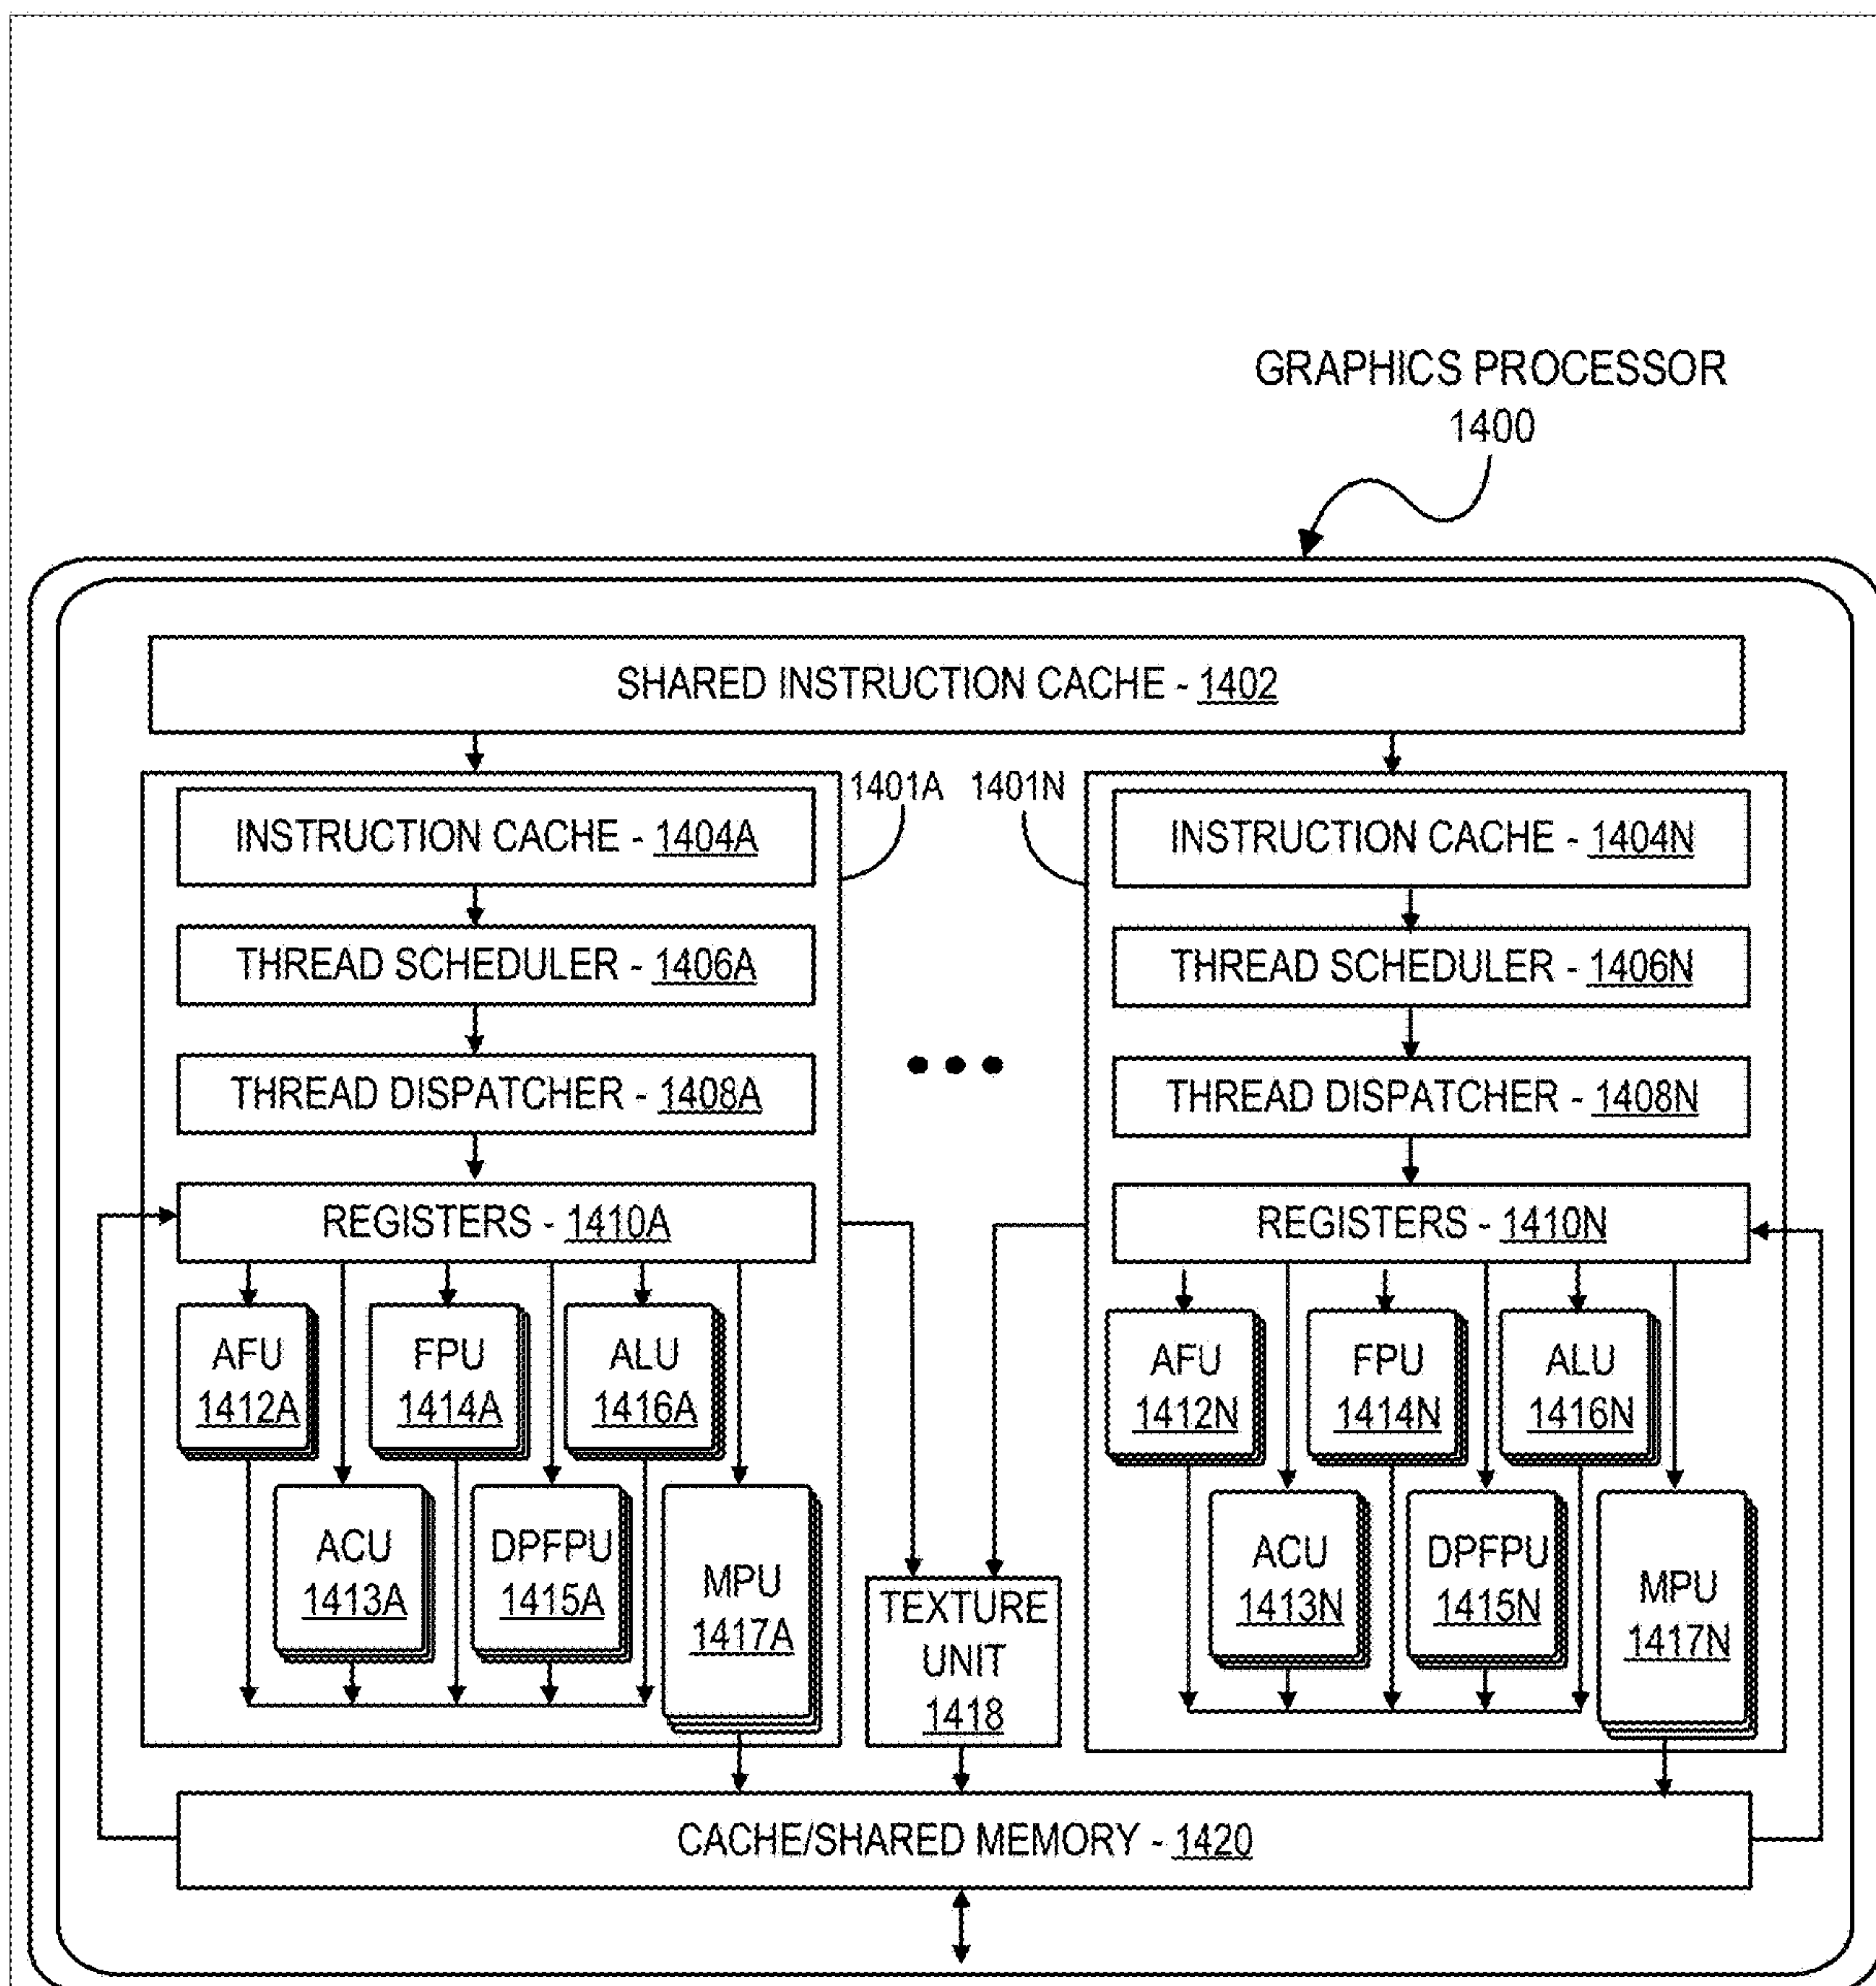 GRAPHICS PROCESSOR
1400
SHARED INSTRUCTION CACHE - 1402
1401A
1401N
INSTRUCTION CACHE - 1404A
THREAD SCHEDULER - 1406A
THREAD DISPATCHER - 1408A
REGISTERS - 1410A
AFU
1412A
FPU
1414A
ALU
1416A
ACU
1413A
DPFPU
1415A
MPU
1417A
TEXTURE
UNIT
1418
INSTRUCTION CACHE - 1404N
THREAD SCHEDULER - 1406N
THREAD DISPATCHER - 1408N
REGISTERS - 1410N
AFU
1412N
FPU
1414N
ALU
1416N
ACU
1413N
DPFPU
1415N
MPU
1417N
CACHE/SHARED MEMORY - 1420